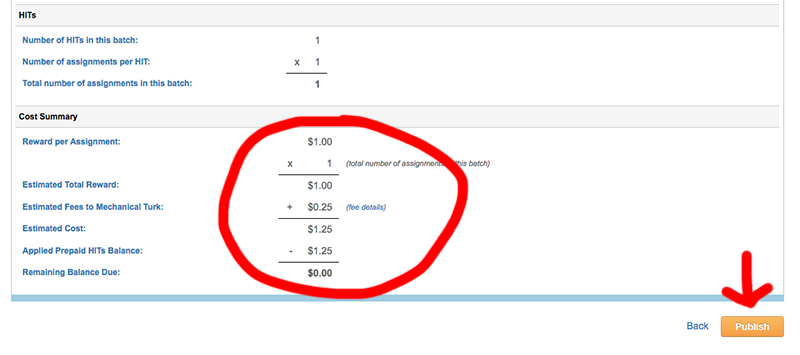 HITs
Number of HITs in this batch: 1
Number of assignments per HIT: x 1
Total number of assignments in this batch: 1
Cost Summary
Reward per Assignment: $1.00
x 1 (total number of assignments in this batch)
Estimated Total Reward: $1.00
Estimated Fees to Mechanical Turk: + $0.25 (fee details)
Estimated Cost: $1.25
Applied Prepaid HITs Balance: - $1.25
Remaining Balance Due: $0.00
Back Publish